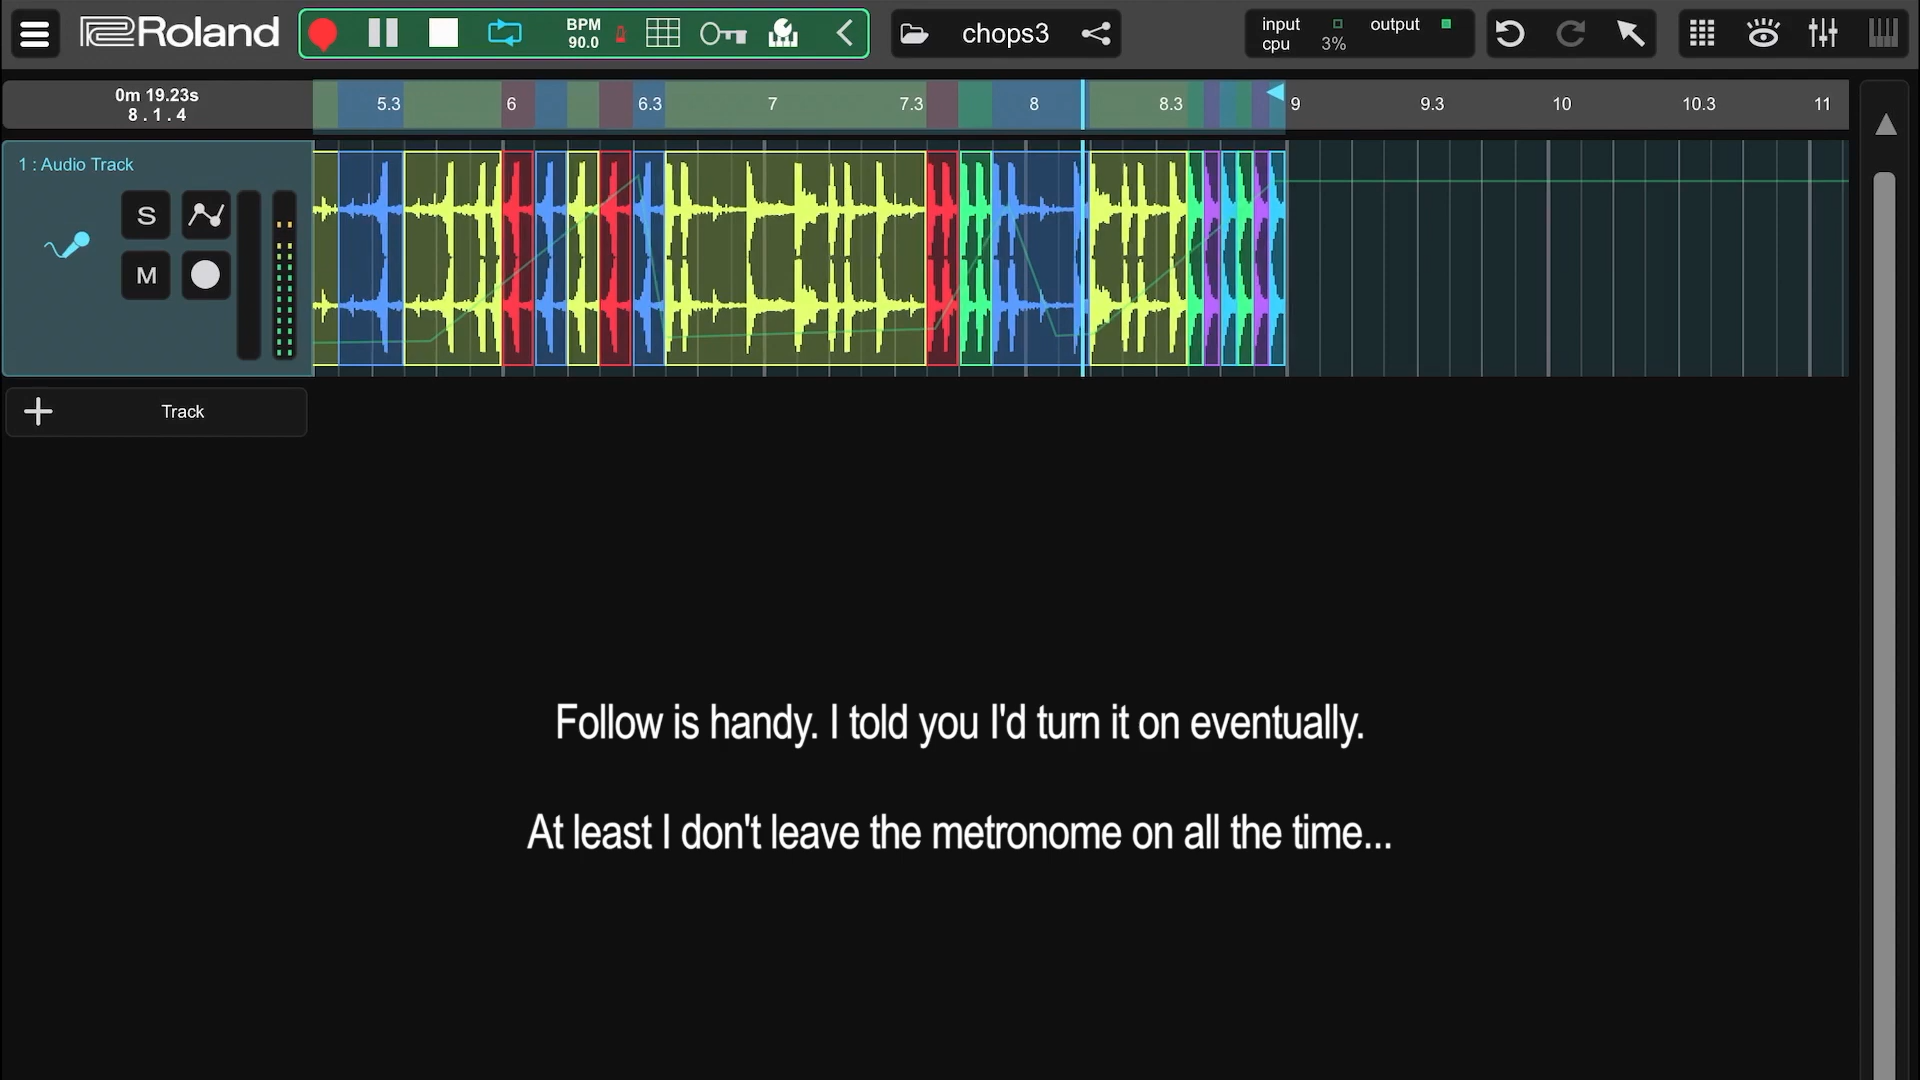 Roland
BPM
90.0
chops3
input
cpu 3%
output
0m 19.23s
8 . 1 . 4
5.3 6 6.3 7 7.3 8 8.3 9 9.3 10 10.3 11
1 : Audio Track
S
M
Track
Follow is handy. I told you I'd turn it on eventually.
At least I don't leave the metronome on all the time...